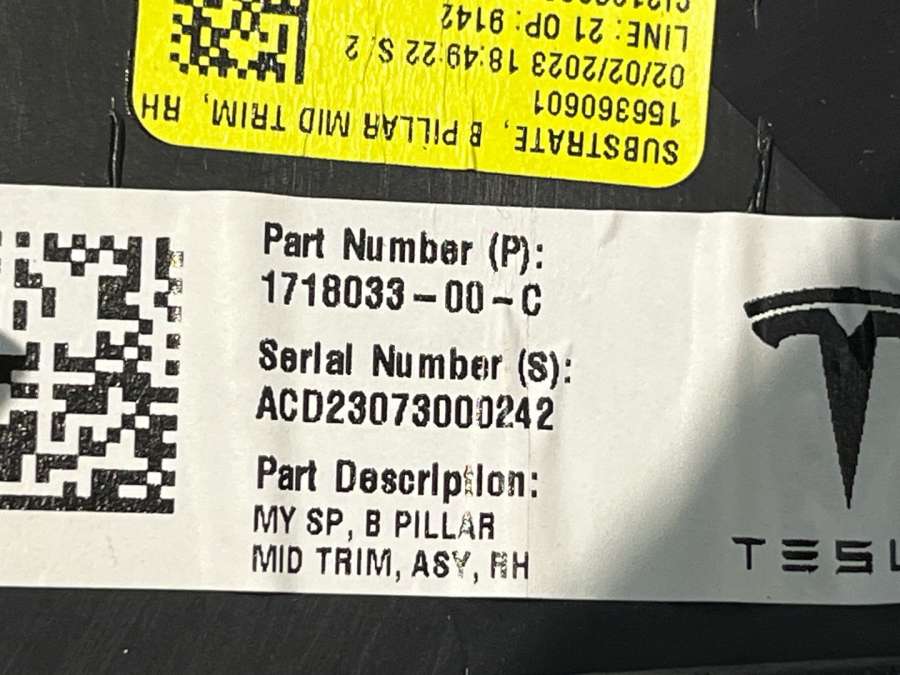 SUBSTRATE, B PILLAR MID TRIM, RH
156360601
02/02/2023 18:49:22 S:2
LINE: 21 OP: 9142
Part Number (P):
1718033-00-C
Serial Number (S):
ACD23073000242
Part Description:
MY SP, B PILLAR
MID TRIM, ASY, RH
TESL